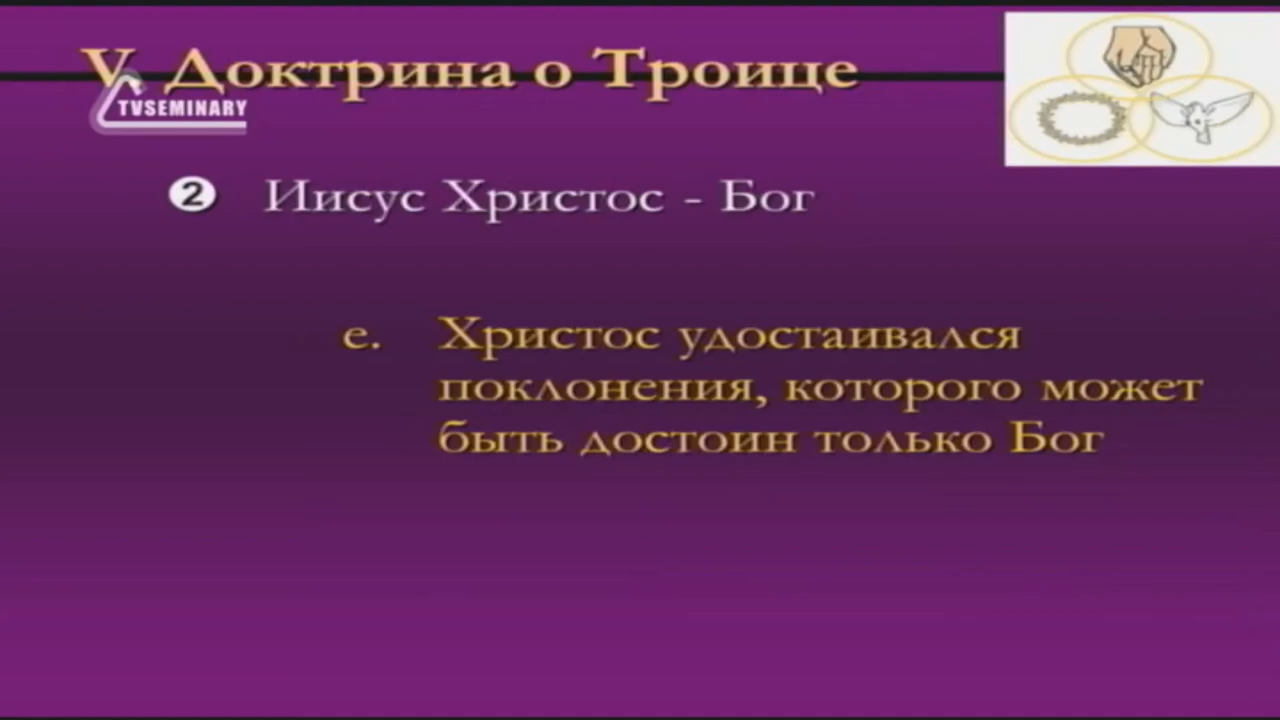 V. Доктрина о Троице
TVSEMINARY
2 Иисус Христос - Бог
е. Христос удостаивался
поклонения, которого может
быть достоин только Бог